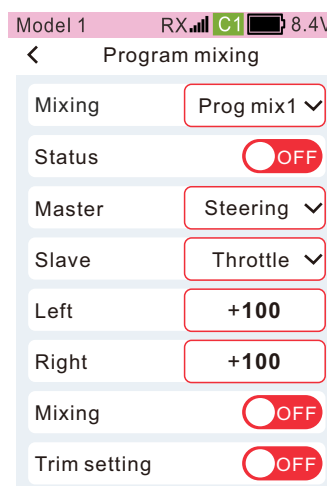 Model 1 RX C1 8.4V
Program mixing
Mixing Prog mix1
Status OFF
Master Steering
Slave Throttle
Left +100
Right +100
Mixing OFF
Trim setting OFF